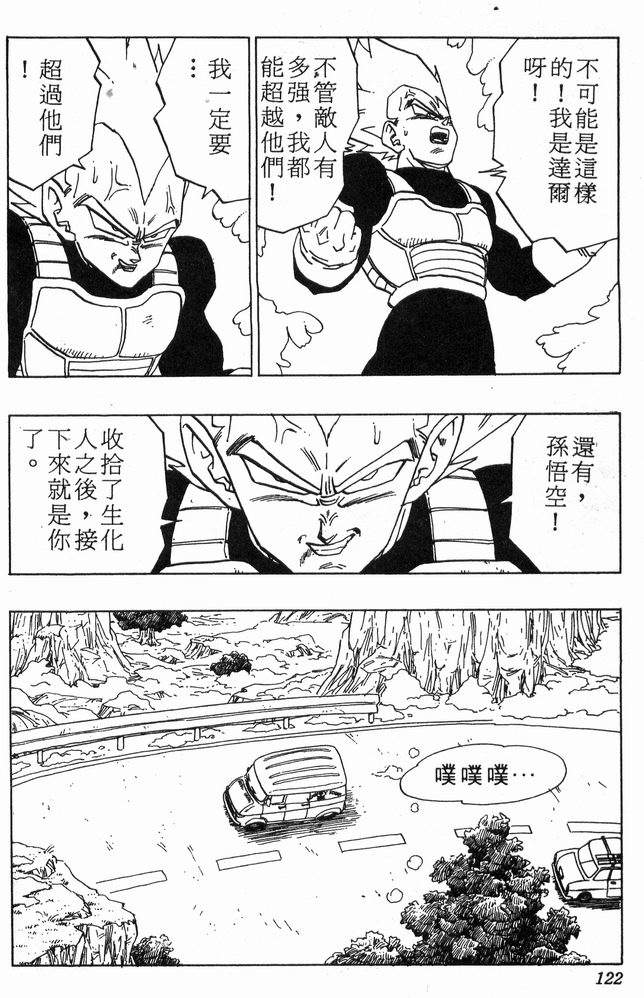 不可能是這樣
的！我是達爾
呀！
不管敵人有
多强，我都
能超越他們！
我一定要
…
超過他們
！
還有，
孫悟空！
收拾了生化
人之後，接
下來就是你
了。
噗噗噗…
122